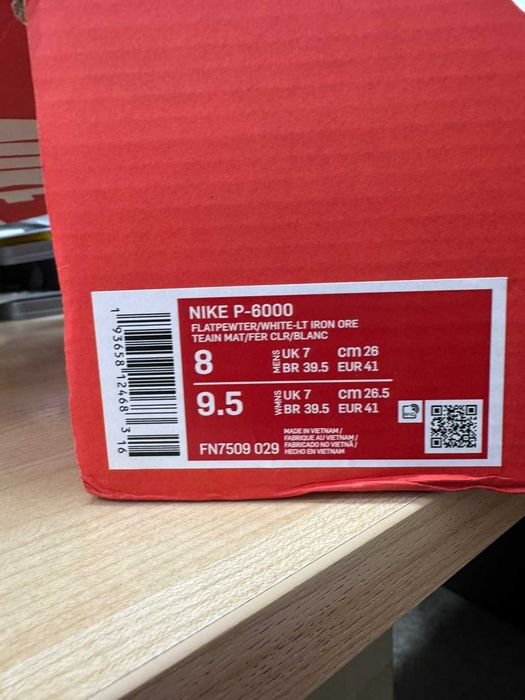 NIKE P-6000
FLATPEWTER/WHITE-LT IRON ORE
TEAIN MAT/FER CLR/BLANC
8 MENS UK 7 CM 26
BR 39.5 EUR 41
9.5 WMNS UK 7 CM 26.5
BR 39.5 EUR 41
FN7509 029
MADE IN VIETNAM /
FABRIQUE AU VIETNAM /
FABRICADO NO VIETNÃ /
HECHO EN VIETNAM
1 93658 12468 3 16